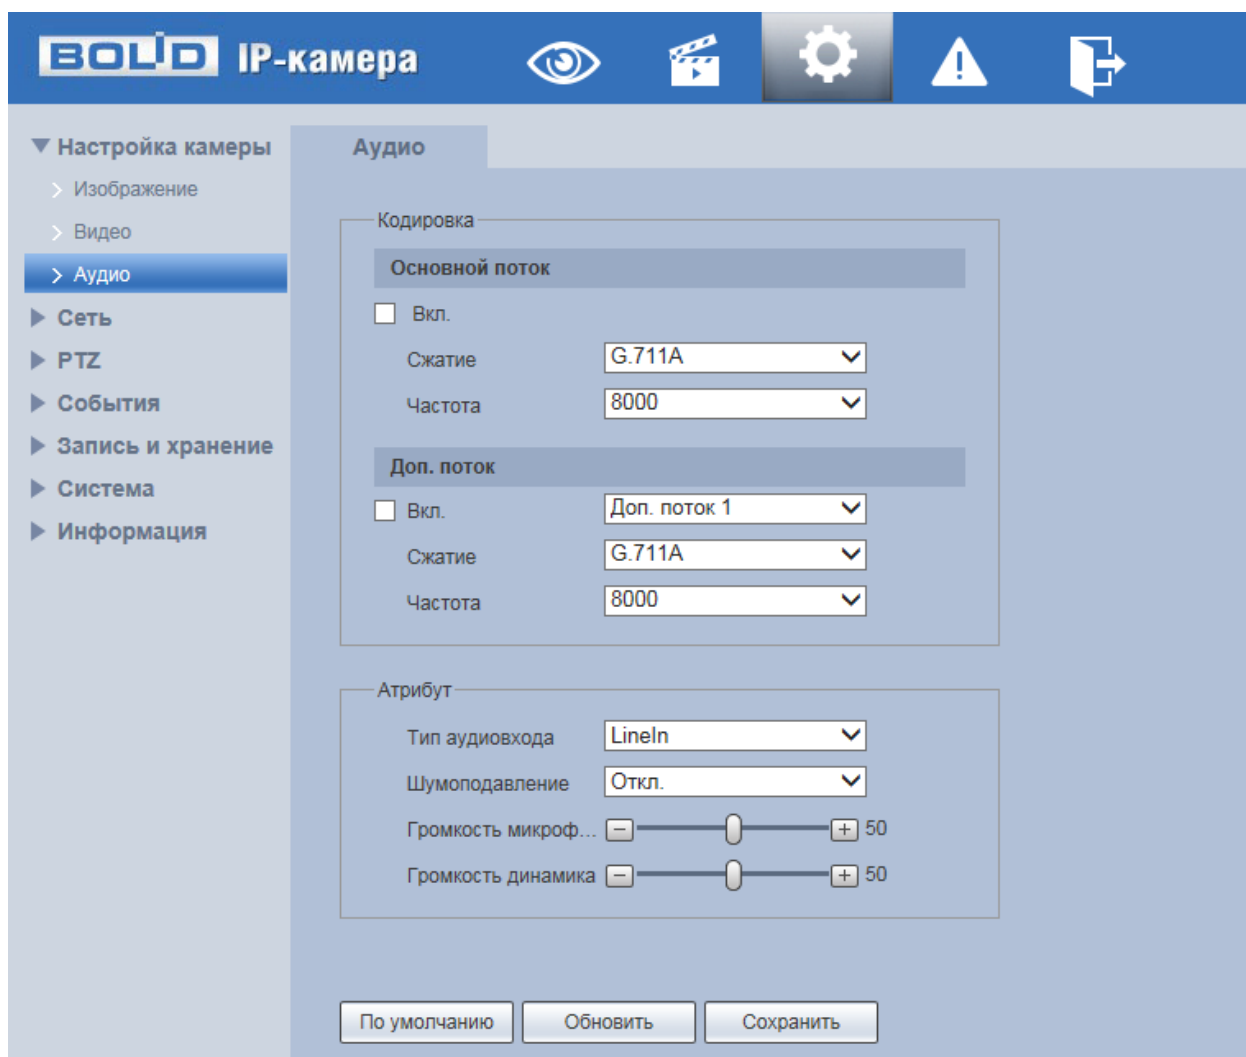 BOLID IP-камера
Настройка камеры
Изображение
Видео
Аудио
Сеть
PTZ
События
Запись и хранение
Система
Информация
Аудио
Кодировка
Основной поток
Вкл.
Сжатие G.711A
Частота 8000
Доп. поток
Вкл. Доп. поток 1
Сжатие G.711A
Частота 8000
Атрибут
Тип аудиовхода LineIn
Шумоподавление Откл.
Громкость микроф... 50
Громкость динамика 50
По умолчанию Обновить Сохранить